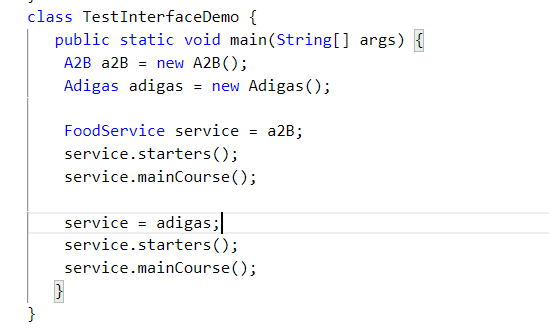 class TestInterfaceDemo {
public static void main(String[] args) {
A2B a2B = new A2B();
Adigas adigas = new Adigas();
FoodService service = a2B;
service.starters();
service.mainCourse();
service = adigas;
service.starters();
service.mainCourse();
}
}